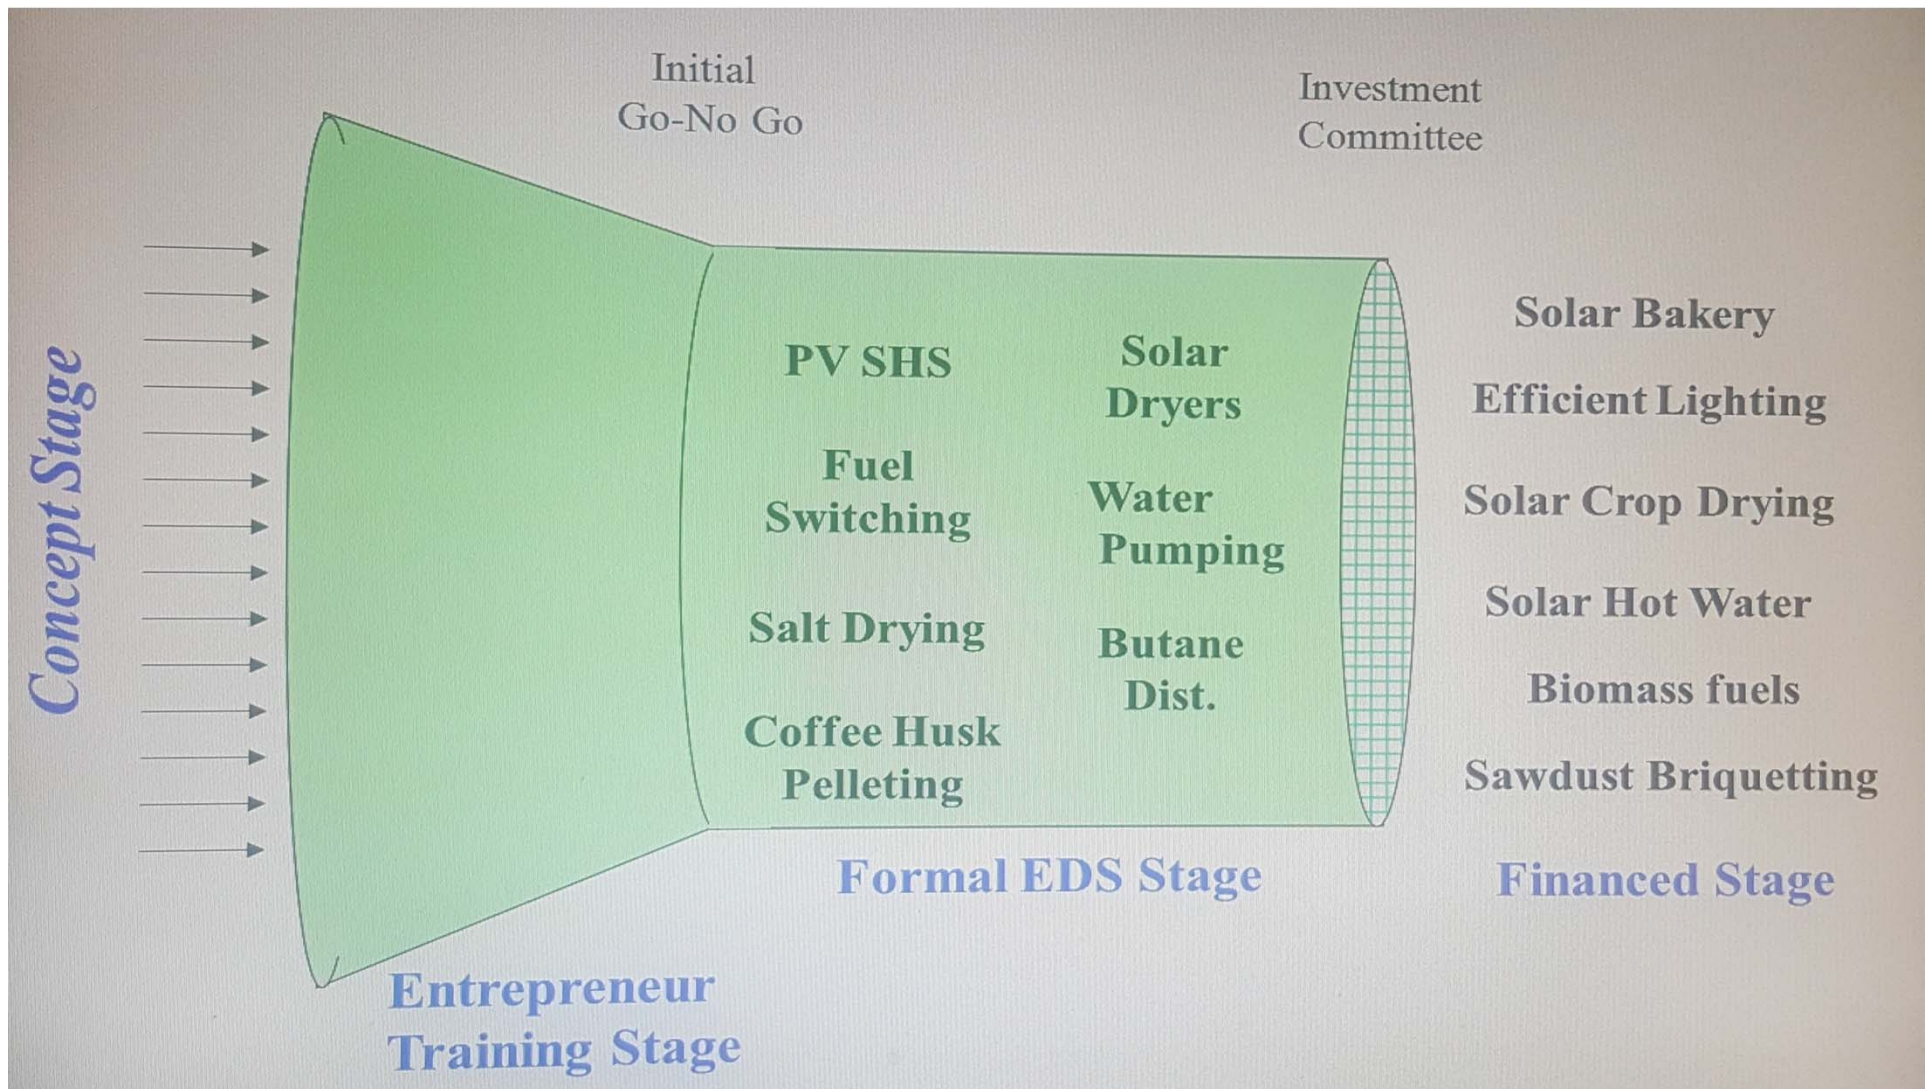 Initial
Go-No Go
Investment
Committee
Concept Stage
PV SHS
Fuel
Switching
Salt Drying
Coffee Husk
Pelleting
Solar
Dryers
Water
Pumping
Butane
Dist.
Solar Bakery
Efficient Lighting
Solar Crop Drying
Solar Hot Water
Biomass fuels
Sawdust Briquetting
Formal EDS Stage
Financed Stage
Entrepreneur
Training Stage